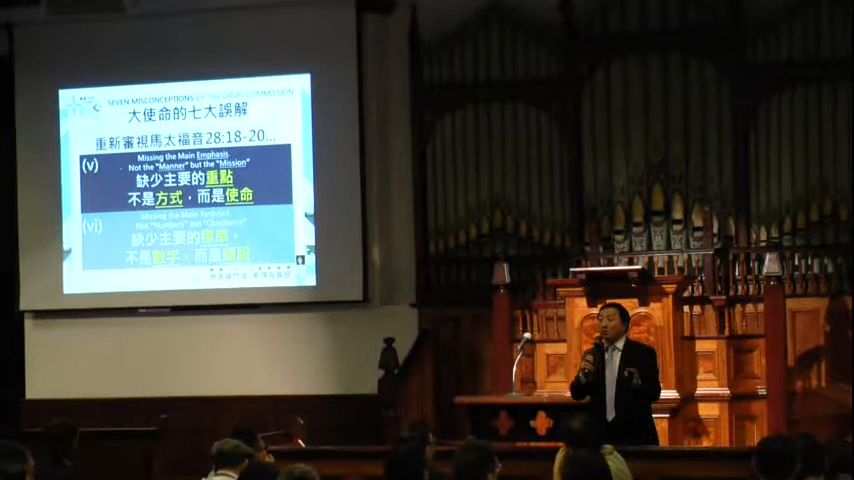 SEVEN MISCONCEPTIONS OF THE GREAT COMMISSION
大使命的七大誤解
重新審視馬太福音28:18-20...
(v)
Missing the Main Emphasis.
Not the "Manner" but the "Mission"
缺少主要的重點
不是方式，而是使命
(vi)
Missing the Main Yardstick
Not "Numbers" but "Obedience"
缺少主要的標準，
不是數字，而是順服